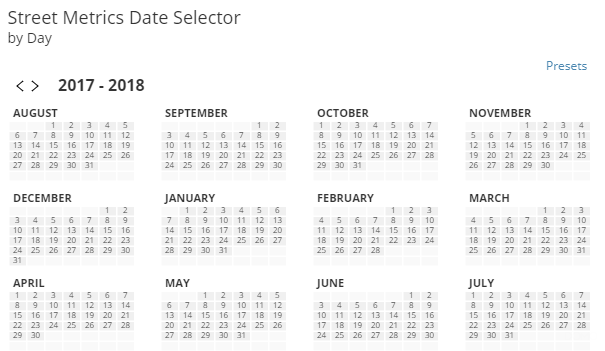 Street Metrics Date Selector
by Day
Presets
< > 2017 - 2018
AUGUST
1 2 3 4 5
6 7 8 9 10 11 12
13 14 15 16 17 18 19
20 21 22 23 24 25 26
27 28 29 30 31
SEPTEMBER
1 2
3 4 5 6 7 8 9
10 11 12 13 14 15 16
17 18 19 20 21 22 23
24 25 26 27 28 29 30
OCTOBER
1 2 3 4 5 6 7
8 9 10 11 12 13 14
15 16 17 18 19 20 21
22 23 24 25 26 27 28
29 30 31
NOVEMBER
1 2 3 4
5 6 7 8 9 10 11
12 13 14 15 16 17 18
19 20 21 22 23 24 25
26 27 28 29 30
DECEMBER
1 2
3 4 5 6 7 8 9
10 11 12 13 14 15 16
17 18 19 20 21 22 23
24 25 26 27 28 29 30
31
JANUARY
1 2 3 4 5 6
7 8 9 10 11 12 13
14 15 16 17 18 19 20
21 22 23 24 25 26 27
28 29 30 31
FEBRUARY
1 2 3
4 5 6 7 8 9 10
11 12 13 14 15 16 17
18 19 20 21 22 23 24
25 26 27 28
MARCH
1 2 3
4 5 6 7 8 9 10
11 12 13 14 15 16 17
18 19 20 21 22 23 24
25 26 27 28 29 30 31
APRIL
1 2 3 4 5 6 7
8 9 10 11 12 13 14
15 16 17 18 19 20 21
22 23 24 25 26 27 28
29 30
MAY
1 2 3 4 5
6 7 8 9 10 11 12
13 14 15 16 17 18 19
20 21 22 23 24 25 26
27 28 29 30 31
JUNE
1 2
3 4 5 6 7 8 9
10 11 12 13 14 15 16
17 18 19 20 21 22 23
24 25 26 27 28 29 30
JULY
1 2 3 4 5 6 7
8 9 10 11 12 13 14
15 16 17 18 19 20 21
22 23 24 25 26 27 28
29 30 31